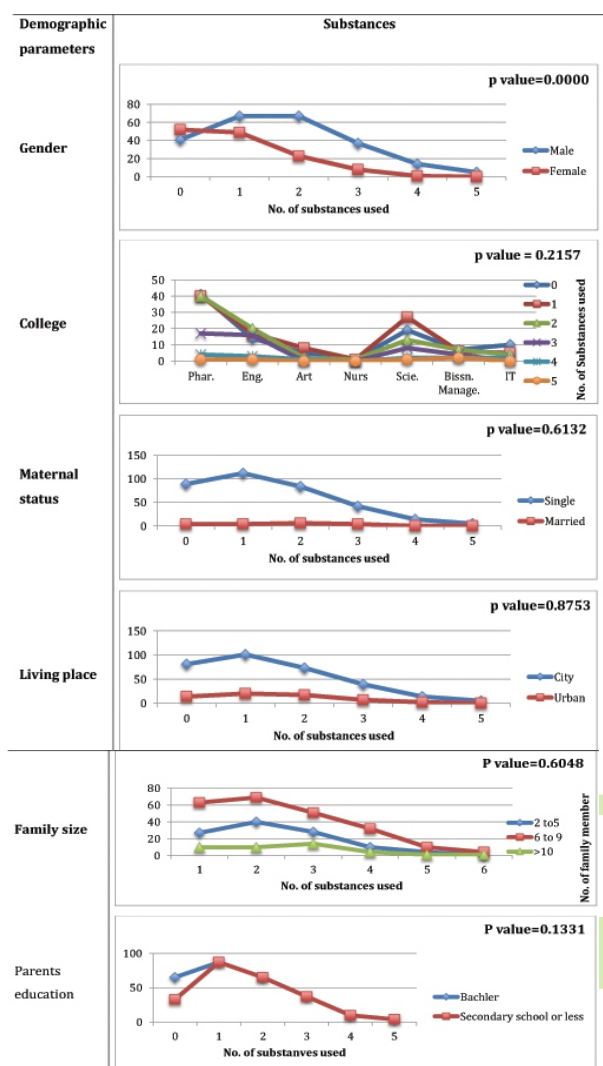 Demographic parameters
Substances
Gender
p value=0.0000
80
60
40
20
0
0 1 2 3 4 5
No. of substances used
Male
Female
College
p value = 0.2157
50
40
30
20
10
0
Phar. Eng. Art Nurs Scie. Bissn. Manage. IT
0
1
2
3
4
5
No. of Substances used
Maternal status
p value=0.6132
150
100
50
0
0 1 2 3 4 5
No. of substances used
Single
Married
Living place
p value=0.8753
150
100
50
0
0 1 2 3 4 5
No. of substances used
City
Urban
Family size
P value=0.6048
80
60
40
20
0
1 2 3 4 5 6
No. of substances used
2 to5
6 to 9
>10
No. of family member
Parents education
P value=0.1331
100
50
0
0 1 2 3 4 5
No. of substanves used
Bachler
Secondary school or less